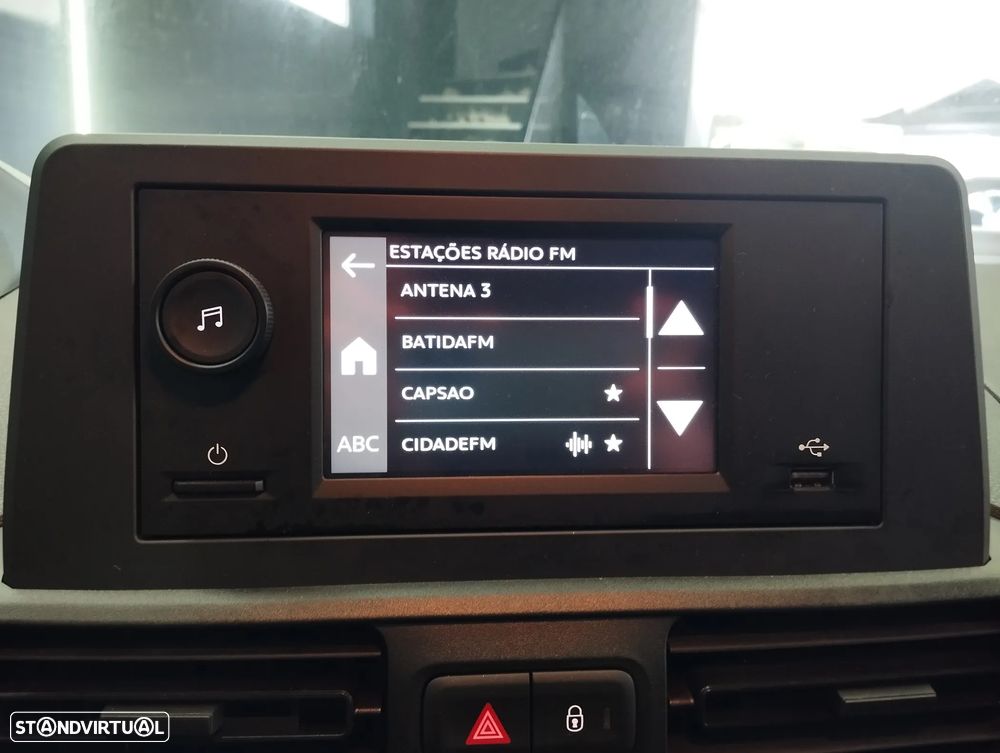 ESTAÇÕES RÁDIO FM
ANTENA 3
BATIDAFM
CAPSAO
CIDADEFM
ABC
STANDVIRTUAL